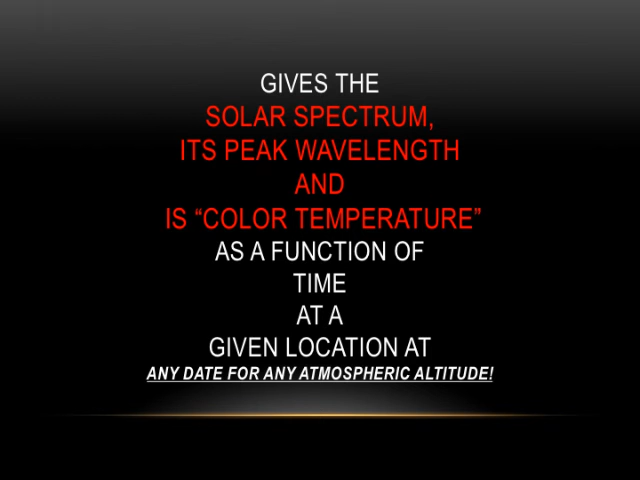 GIVES THE
SOLAR SPECTRUM,
ITS PEAK WAVELENGTH
AND
IS “COLOR TEMPERATURE”
AS A FUNCTION OF
TIME
AT A
GIVEN LOCATION AT
ANY DATE FOR ANY ATMOSPHERIC ALTITUDE!